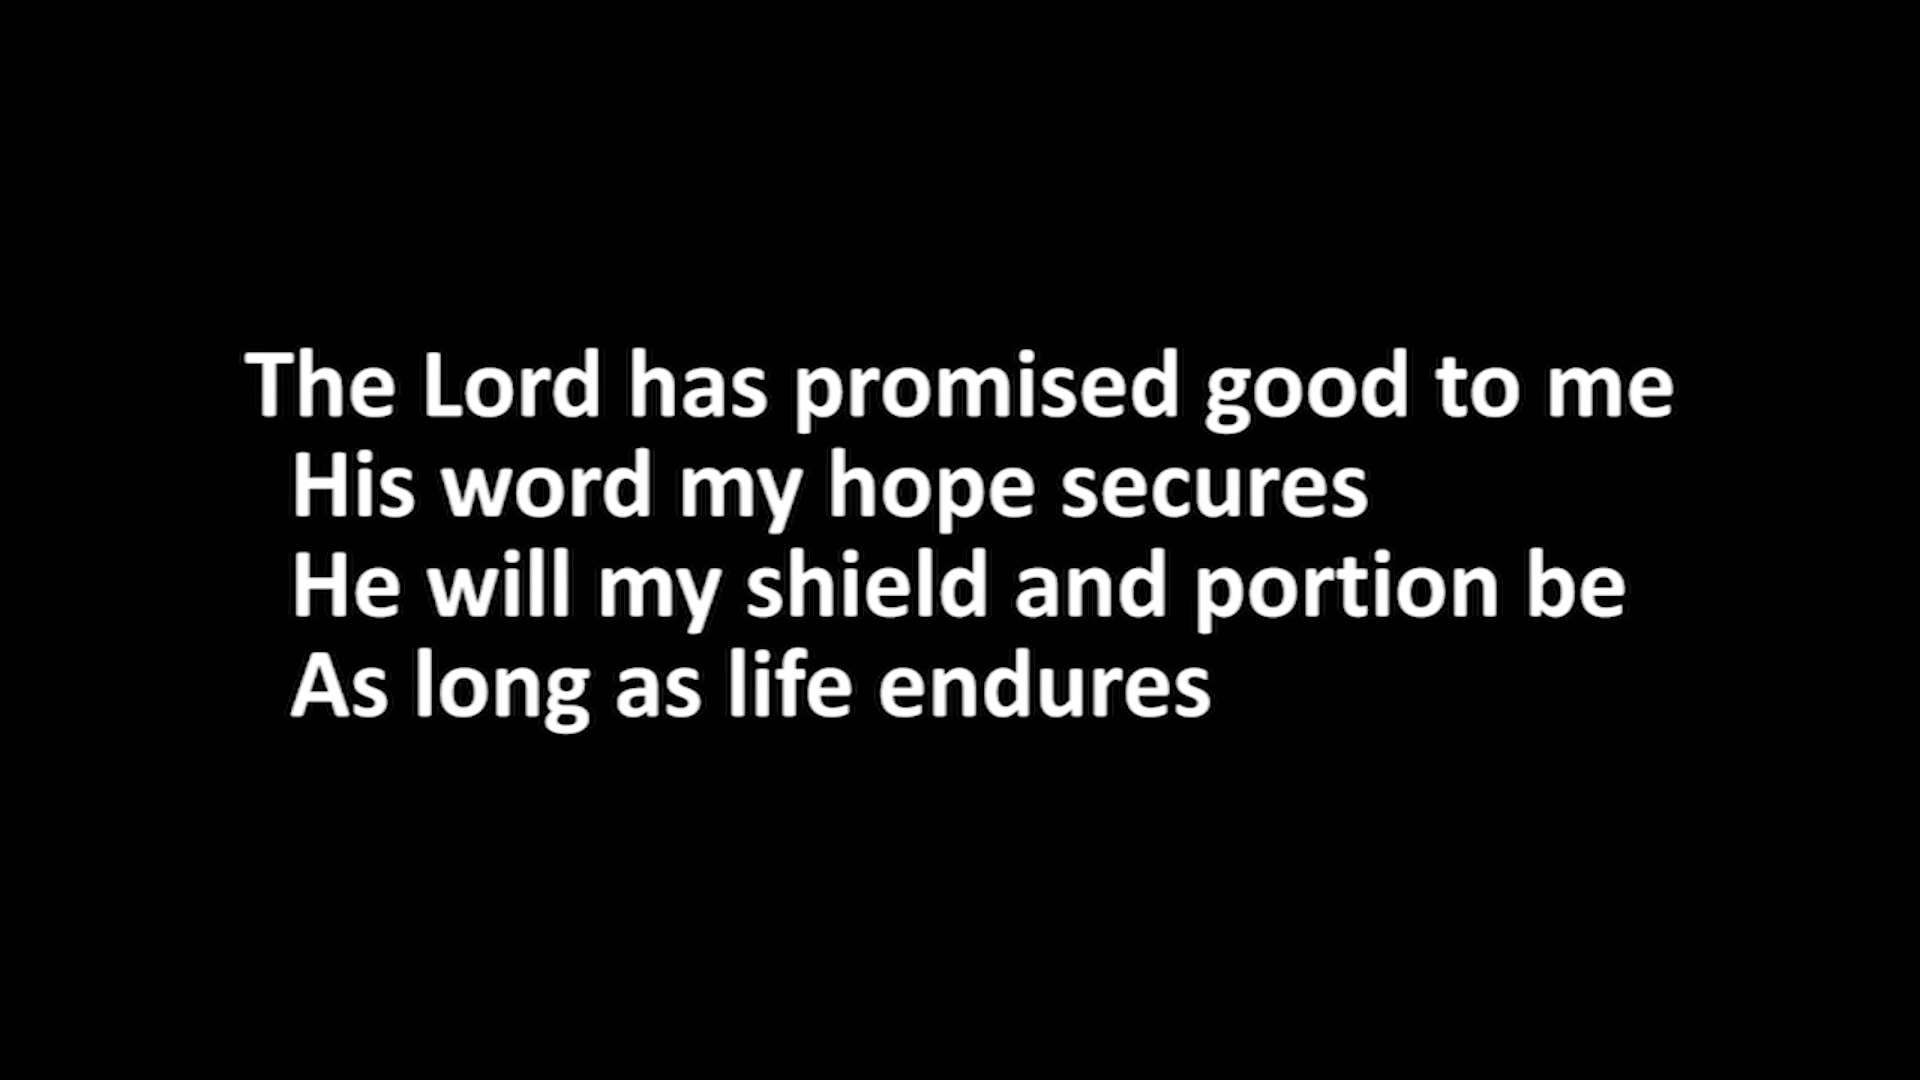 The Lord has promised good to me
His word my hope secures
He will my shield and portion be
As long as life endures